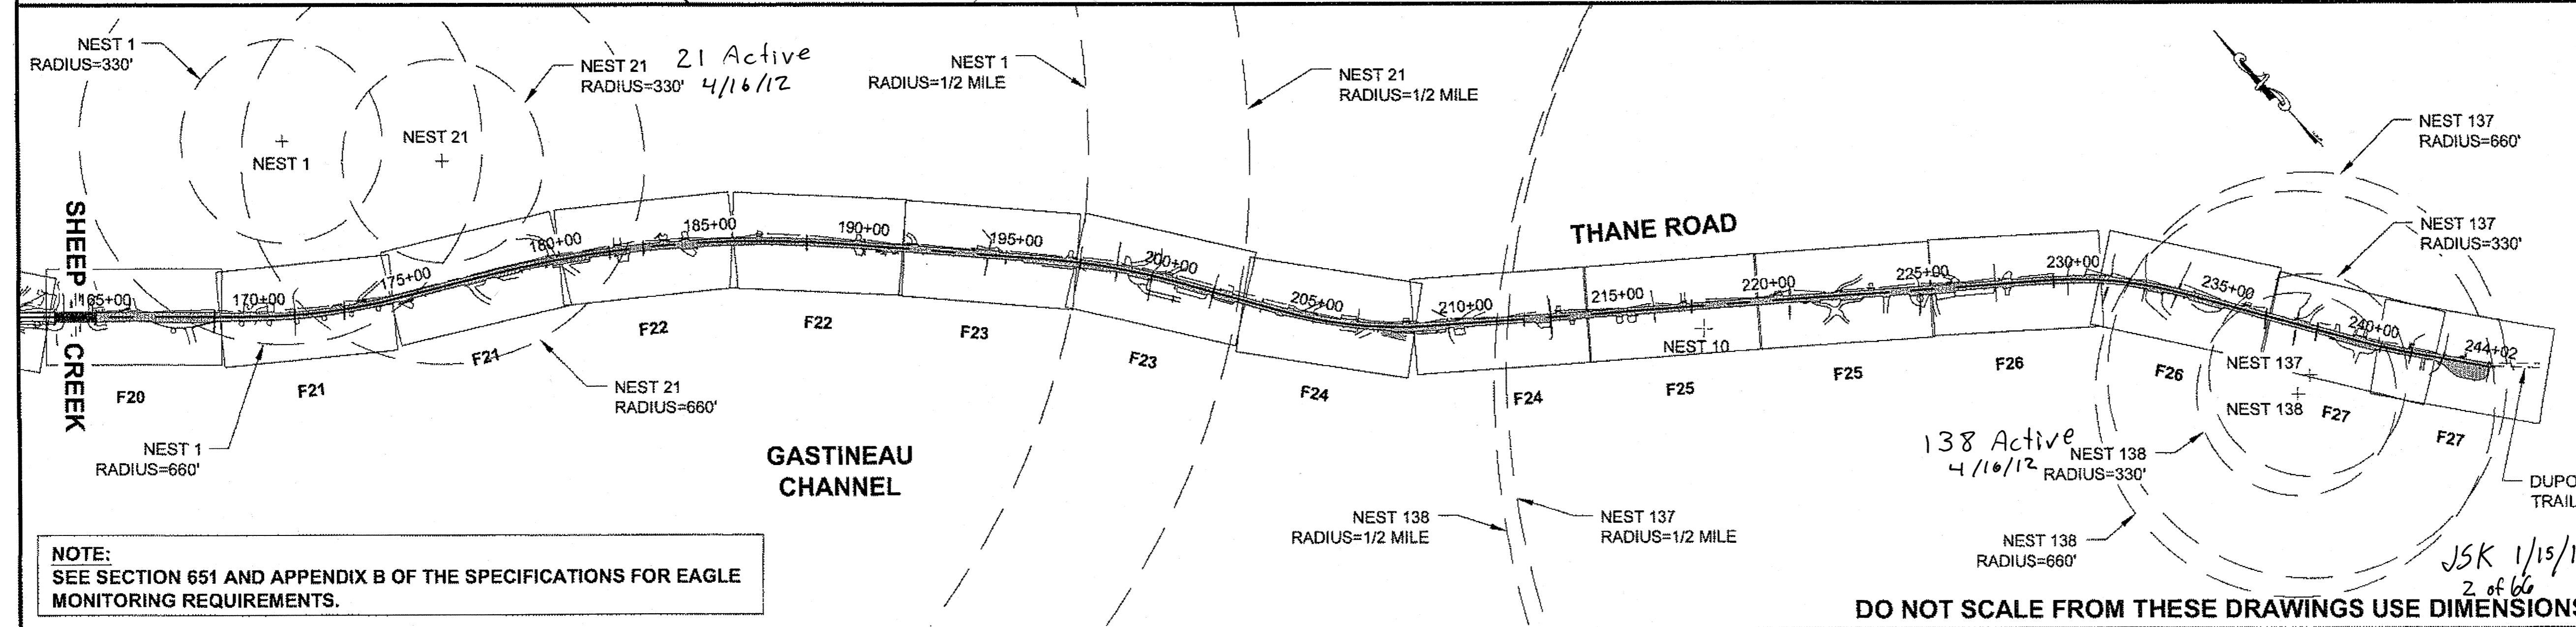 NEST 1
RADIUS=330'
NEST 21
RADIUS=330'
21 Active
4/16/12
NEST 1
RADIUS=1/2 MILE
NEST 21
RADIUS=1/2 MILE
NEST 137
RADIUS=660'
NEST 137
RADIUS=330'
NEST 1
NEST 21
THANE ROAD
SHEEP CREEK
165+00
170+00
175+00
180+00
185+00
190+00
195+00
200+00
205+00
210+00
215+00
220+00
225+00
230+00
235+00
240+00
244+02
NEST 10
NEST 137
NEST 138
F20
F21
F21
F22
F22
F23
F23
F24
F24
F25
F25
F26
F26
F27
F27
NEST 1
RADIUS=660'
NEST 21
RADIUS=660'
GASTINEAU
CHANNEL
138 Active
4/16/12
NEST 138
RADIUS=330'
NEST 138
RADIUS=1/2 MILE
NEST 137
RADIUS=1/2 MILE
NEST 138
RADIUS=660'
DUPO
TRAIL
NOTE:
SEE SECTION 651 AND APPENDIX B OF THE SPECIFICATIONS FOR EAGLE
MONITORING REQUIREMENTS.
JSK 1/15/1
2 of 66
DO NOT SCALE FROM THESE DRAWINGS USE DIMENSIONS